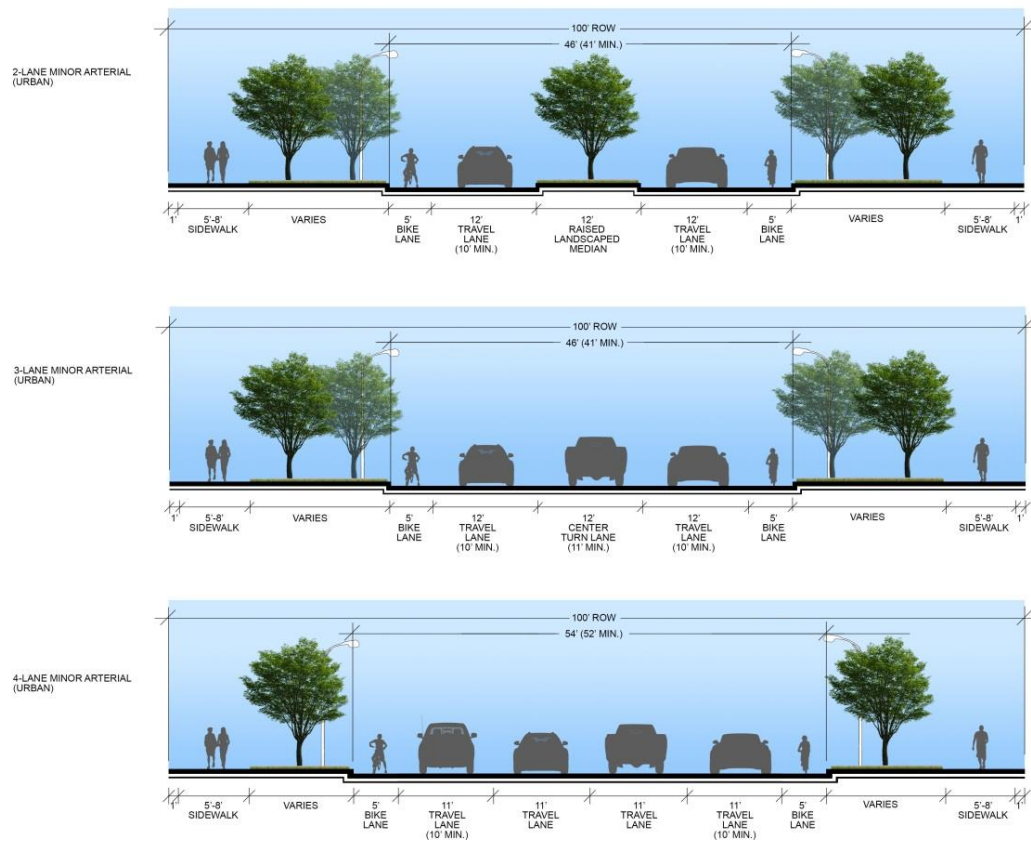 100' ROW
46' (41' MIN.)
2-LANE MINOR ARTERIAL
(URBAN)
1'
5'-8'
SIDEWALK
VARIES
5'
BIKE
LANE
12'
TRAVEL
LANE
(10' MIN.)
12'
RAISED
LANDSCAPED
MEDIAN
12'
TRAVEL
LANE
(10' MIN.)
5'
BIKE
LANE
VARIES
5'-8'
SIDEWALK
1'
100' ROW
46' (41' MIN.)
3-LANE MINOR ARTERIAL
(URBAN)
1'
5'-8'
SIDEWALK
VARIES
5'
BIKE
LANE
12'
TRAVEL
LANE
(10' MIN.)
12'
CENTER
TURN LANE
(11' MIN.)
12'
TRAVEL
LANE
(10' MIN.)
5'
BIKE
LANE
VARIES
5'-8'
SIDEWALK
1'
100' ROW
54' (52' MIN.)
4-LANE MINOR ARTERIAL
(URBAN)
1'
5'-8'
SIDEWALK
VARIES
5'
BIKE
LANE
11'
TRAVEL
LANE
(10' MIN.)
11'
TRAVEL
LANE
11'
TRAVEL
LANE
11'
TRAVEL
LANE
(10' MIN.)
5'
BIKE
LANE
VARIES
5'-8'
SIDEWALK
1'